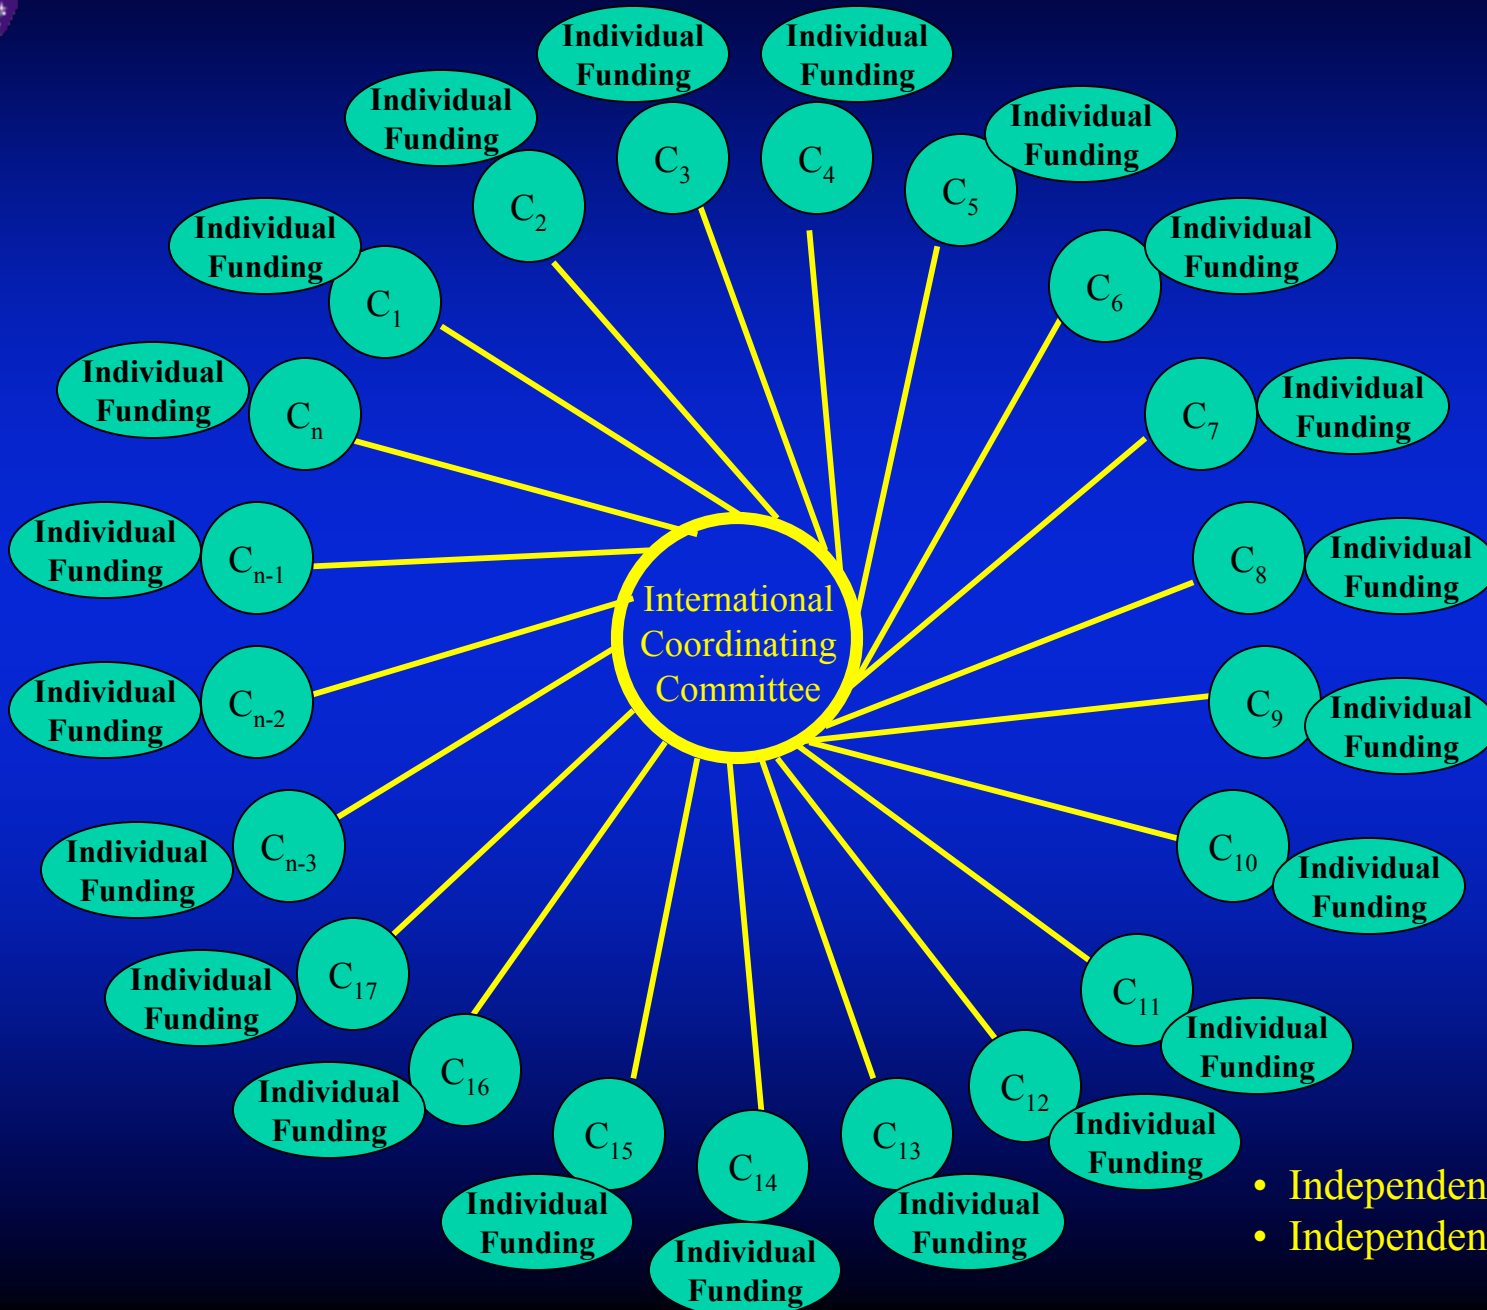 Individual
Funding
C₃
Individual
Funding
C₄
Individual
Funding
C₂
Individual
Funding
C₅
Individual
Funding
C₁
Individual
Funding
C₆
Individual
Funding
Cₙ
Individual
Funding
C₇
Individual
Funding
Cₙ₋₁
Individual
Funding
C₈
International
Coordinating
Committee
Individual
Funding
Cₙ₋₂
Individual
Funding
C₉
Individual
Funding
Cₙ₋₃
Individual
Funding
C₁₀
Individual
Funding
C₁₇
Individual
Funding
C₁₁
Individual
Funding
C₁₆
Individual
Funding
C₁₂
Individual
Funding
C₁₅
Individual
Funding
C₁₄
Individual
Funding
C₁₃
Individual
Funding
• Independen
• Independen